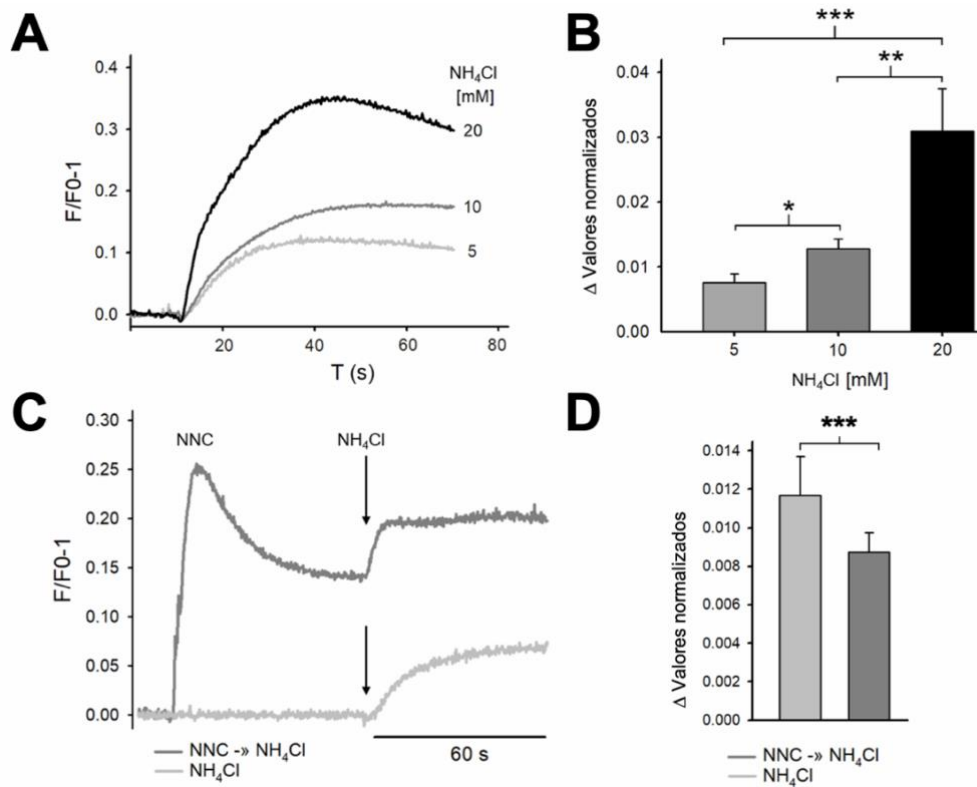 A
NH₄Cl
[mM]
0.4
0.3
0.2
0.1
0.0
F/F0-1
20
10
5
20
40
60
80
T (s)
B
***
**
*
0.04
0.03
0.02
0.01
0.00
Δ Valores normalizados
5
10
20
NH₄Cl [mM]
C
0.30
0.25
0.20
0.15
0.10
0.05
0.00
F/F0-1
NNC
NH₄Cl
NNC -» NH₄Cl
NH₄Cl
60 s
D
***
0.014
0.012
0.010
0.008
0.006
0.004
0.002
0.000
Δ Valores normalizados
NNC -» NH₄Cl
NH₄Cl